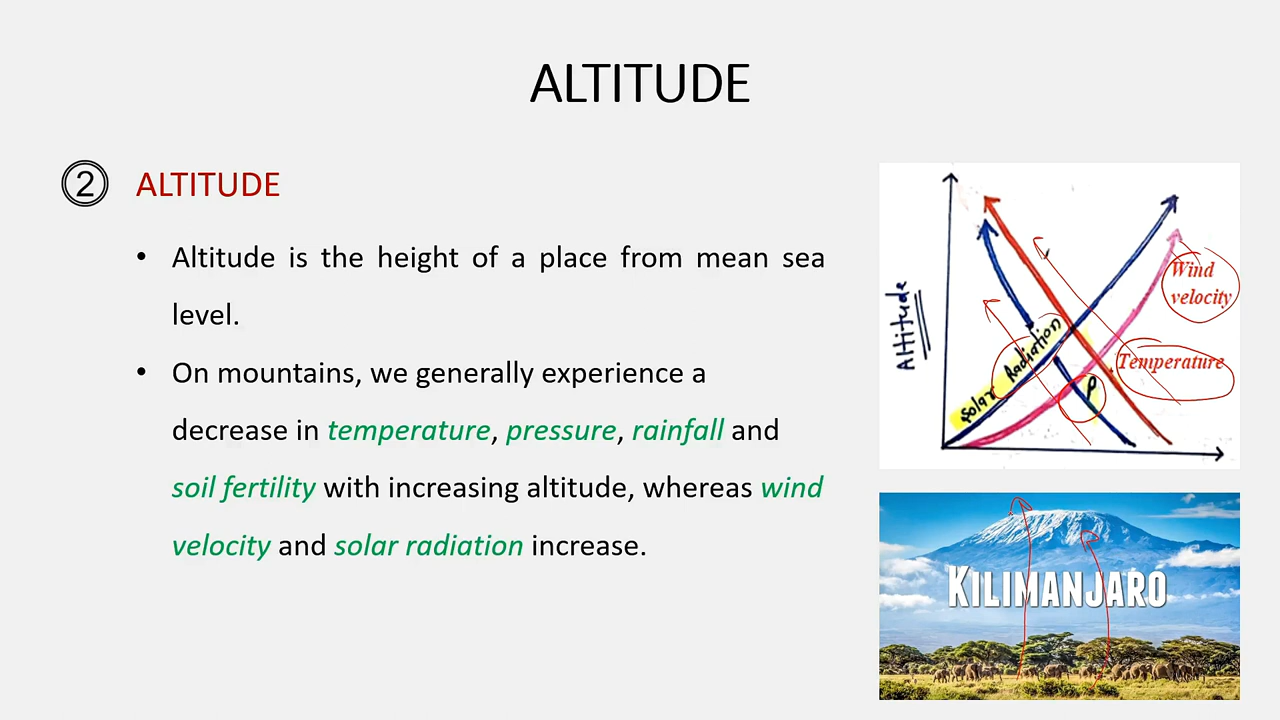 ALTITUDE
2 ALTITUDE
• Altitude is the height of a place from mean sea
level.
• On mountains, we generally experience a
decrease in temperature, pressure, rainfall and
soil fertility with increasing altitude, whereas wind
velocity and solar radiation increase.
Altitude
Solar Radiation
P
Wind
velocity
Temperature
KILIMANJARO